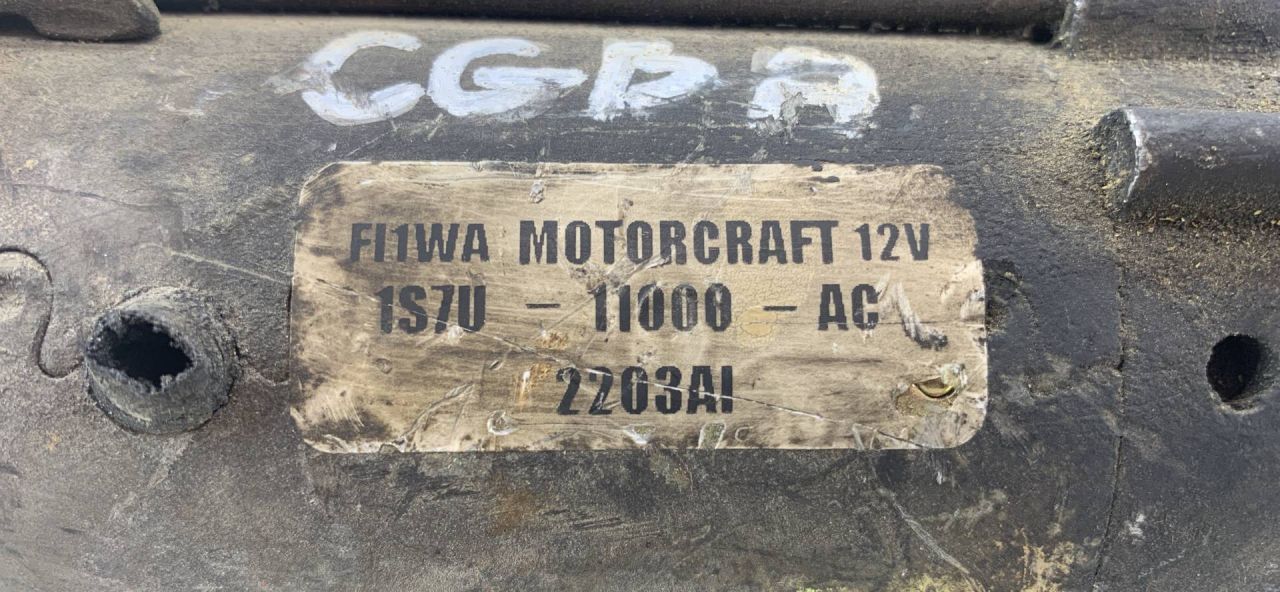 CGBA
FI1WA MOTORCRAFT 12V
1S7U - 11000 - AC
2203AI